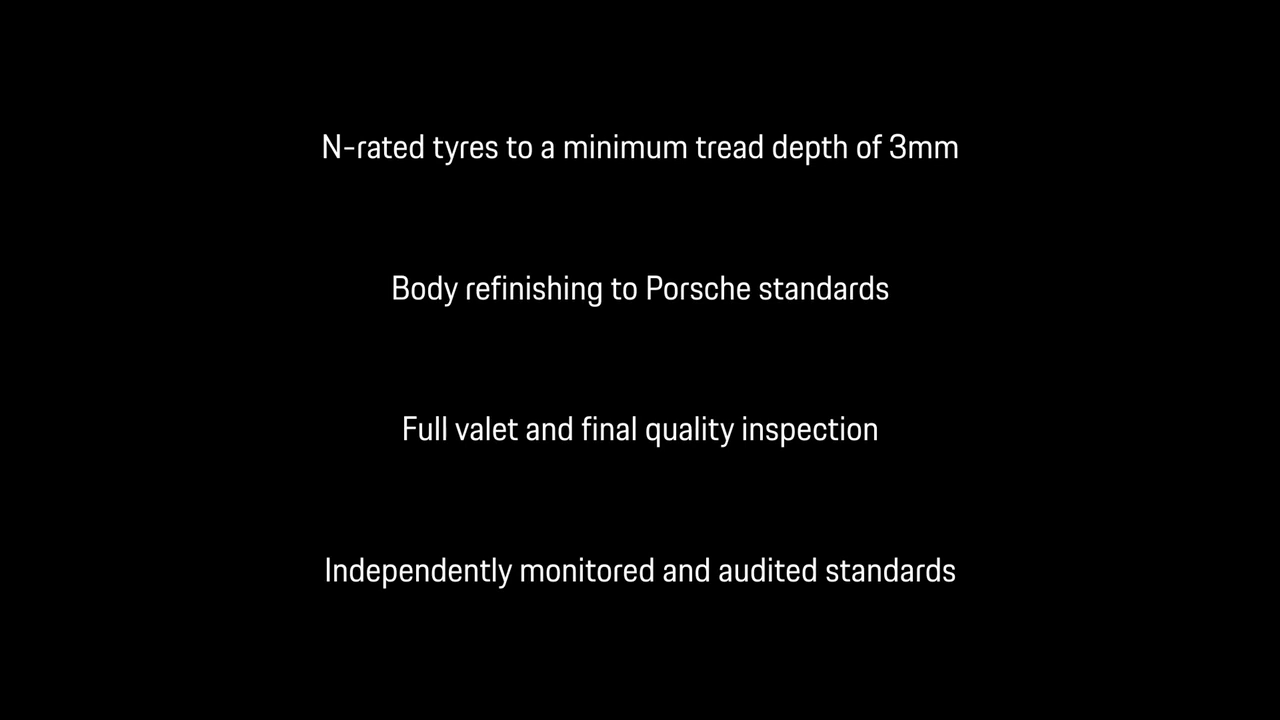 N-rated tyres to a minimum tread depth of 3mm
Body refinishing to Porsche standards
Full valet and final quality inspection
Independently monitored and audited standards